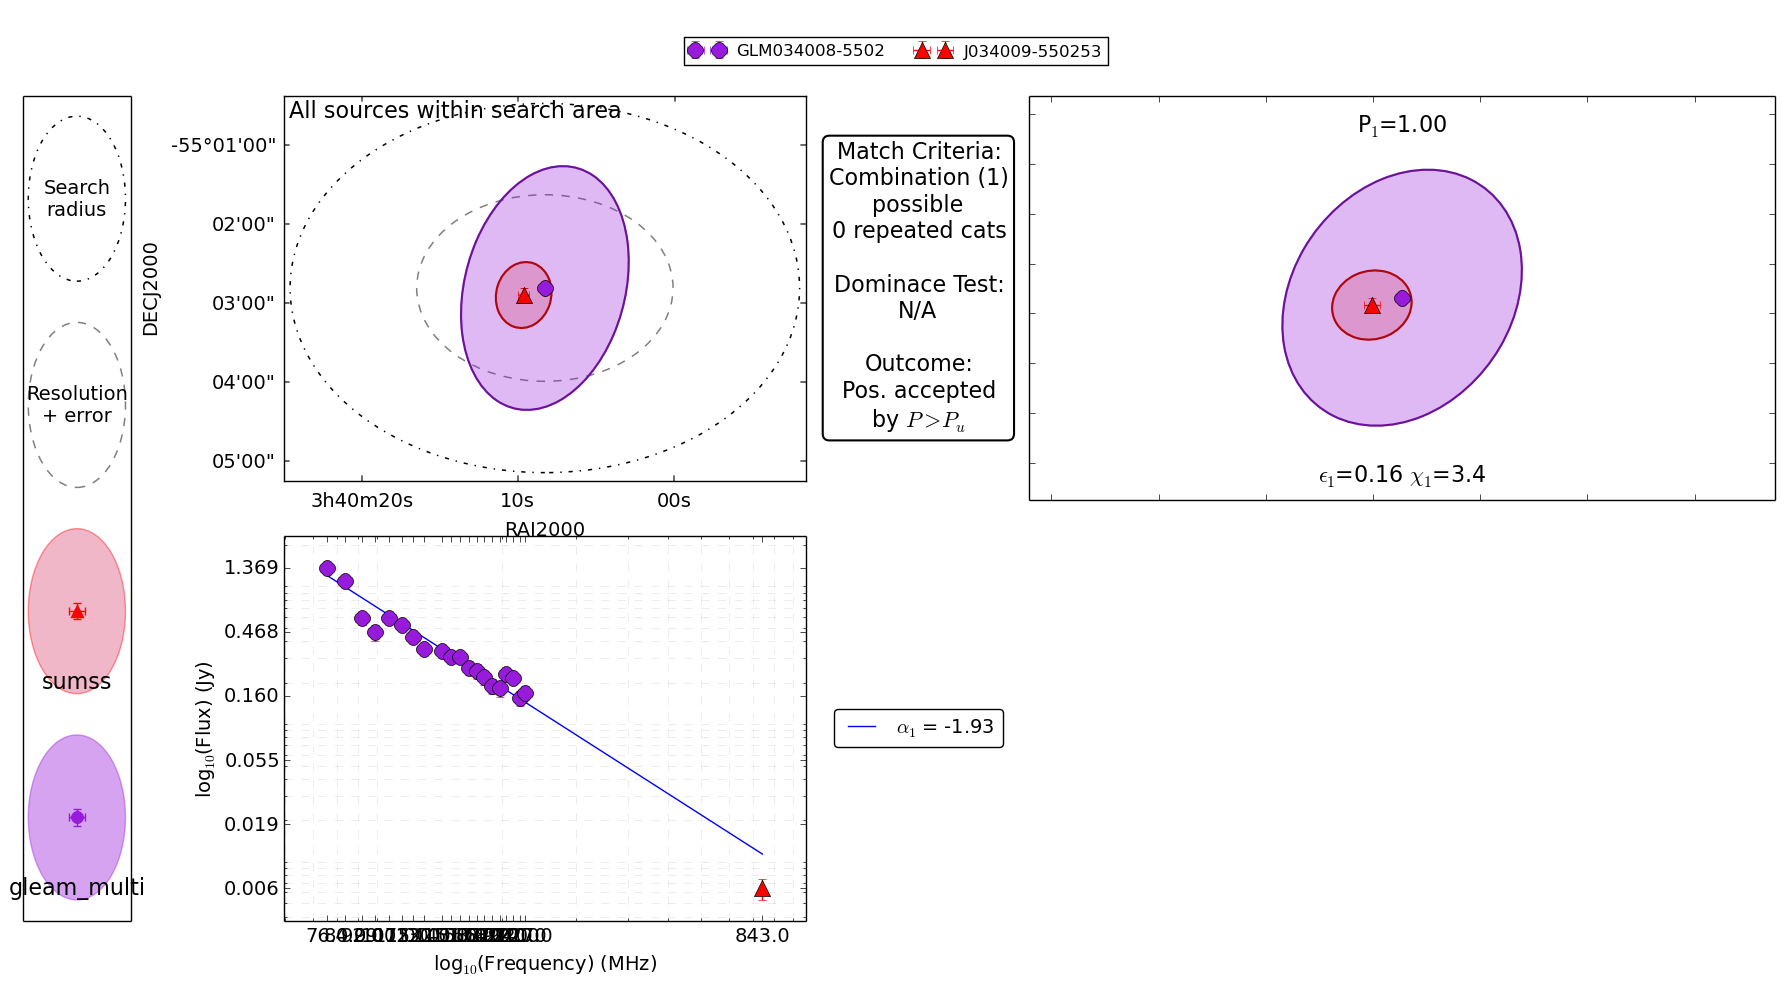 GLM034008-5502 J034009-550253
Search
radius
Resolution
+ error
sumss
gleam_multi
All sources within search area
DECJ2000
-55°01'00"
02'00"
03'00"
04'00"
05'00"
3h40m20s 10s 00s
RAJ2000
Match Criteria:
Combination (1)
possible
0 repeated cats
Dominace Test:
N/A
Outcome:
Pos. accepted
by P>Pu
P1=1.00
ϵ1=0.16 χ1=3.4
log10(Flux) (Jy)
1.369
0.468
0.160
0.055
0.019
0.006
843.0
log10(Frequency) (MHz)
α1 = -1.93